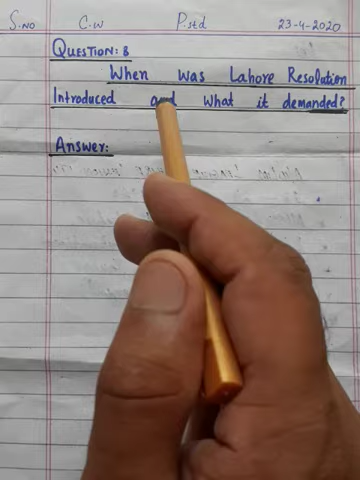 S.NO C.W P.std 23-4-2020
QUESTION: 8
When was Lahore Resolution
Introduced and what it demanded?
Answer: